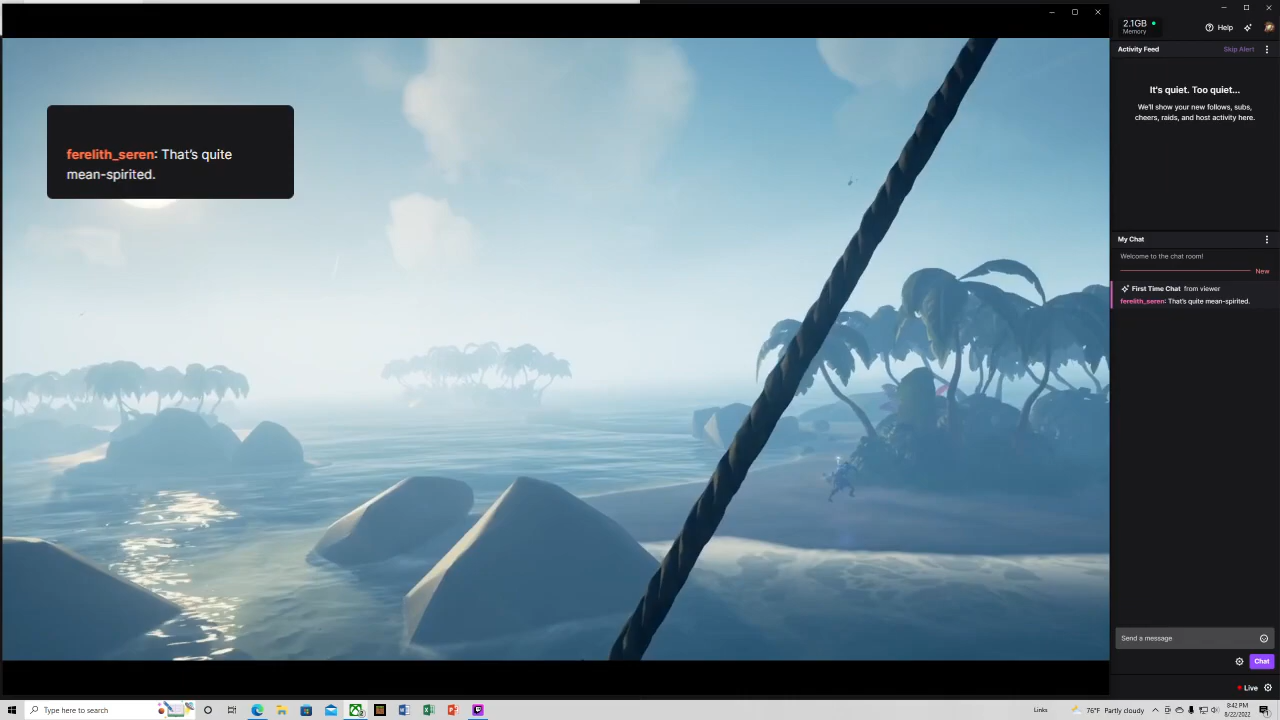 2.1GB
Memory
Help
Activity Feed
Skip Alert
It's quiet. Too quiet...
We'll show your new follows, subs,
cheers, raids, and host activity here.
ferelith_seren: That's quite
mean-spirited.
My Chat
Welcome to the chat room!
New
First Time Chat from viewer
ferelith_seren: That's quite mean-spirited.
Send a message
Chat
Live
Type here to search
Links
76°F Partly cloudy
8:42 PM
8/22/2022